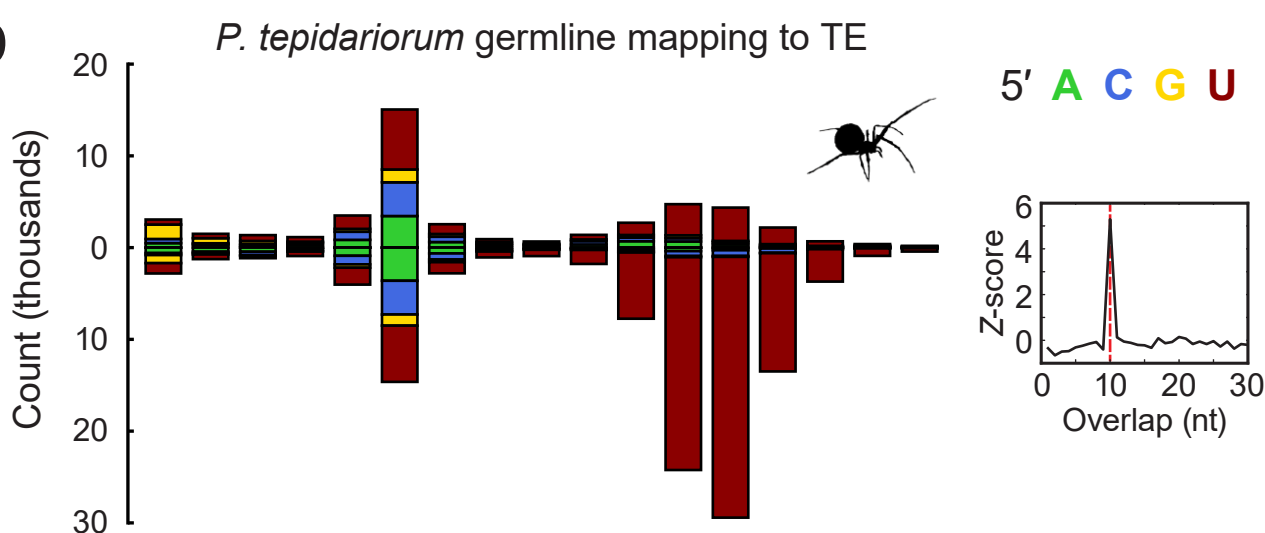 P. tepidariorum germline mapping to TE
5′ A C G U
Count (thousands)
20
10
0
10
20
30
Z-score
6
4
2
0
0 10 20 30
Overlap (nt)